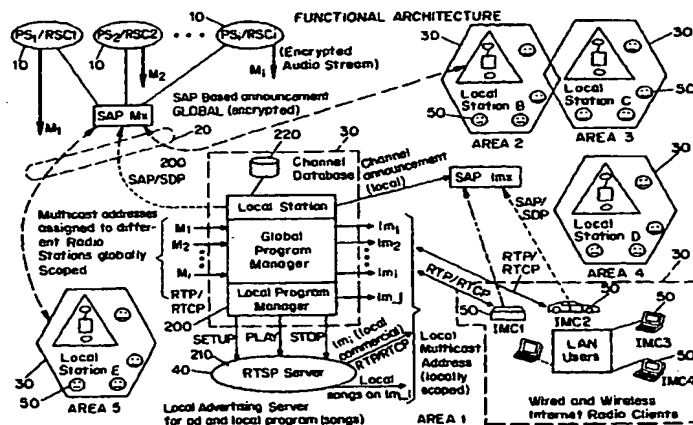 FUNCTIONAL ARCHITECTURE
10
10
PS1/RSC1
PS2/RSC2
• • •
PSi/RSCi
10
10
M1
M2
Mi
(Encrypted
Audio Stream)
SAP Mx
SAP Based announcement
GLOBAL (encrypted)
20
30
Local
Station B
50
AREA 2
30
Local
Station C
50
AREA 3
220
30
200
SAP/SDP
Channel
Database
Channel
announcement
(local)
SAP lmx
SAP/
SDP
30
Local
Station D
AREA 4
Multicast addresses
assigned to differ-
ent Radio
Stations globally
Scoped
M1
M2
Mi
RTP/
RTCP
Local Station
Global
Program
Manager
Local Program
Manager
lm1
lm2
lmi
lm_j
RTP/RTCP
RTP/
RTCP
50
IMC1
50
IMC2
30
50
LAN
Users
IMC3
50
IMC4
200
SETUP
PLAY
STOP
210
40
RTSP Server
lmi (local
commercial)
RTP/RTCP
Local
songs on lm_j
Local
Multicast
Address
(locally
scoped)
Local
Station E
30
50
AREA 5
Local Advertising Server
for ad and local program (songs)
AREA 1
Wired and Wireless
Internet Radio Clients